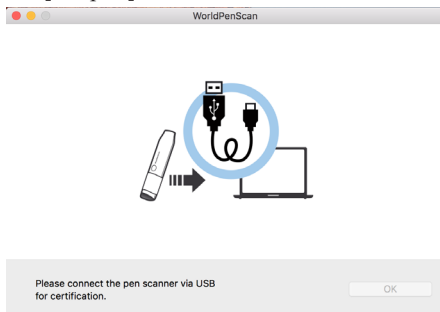 WorldPenScan
Please connect the pen scanner via USB
for certification.
OK